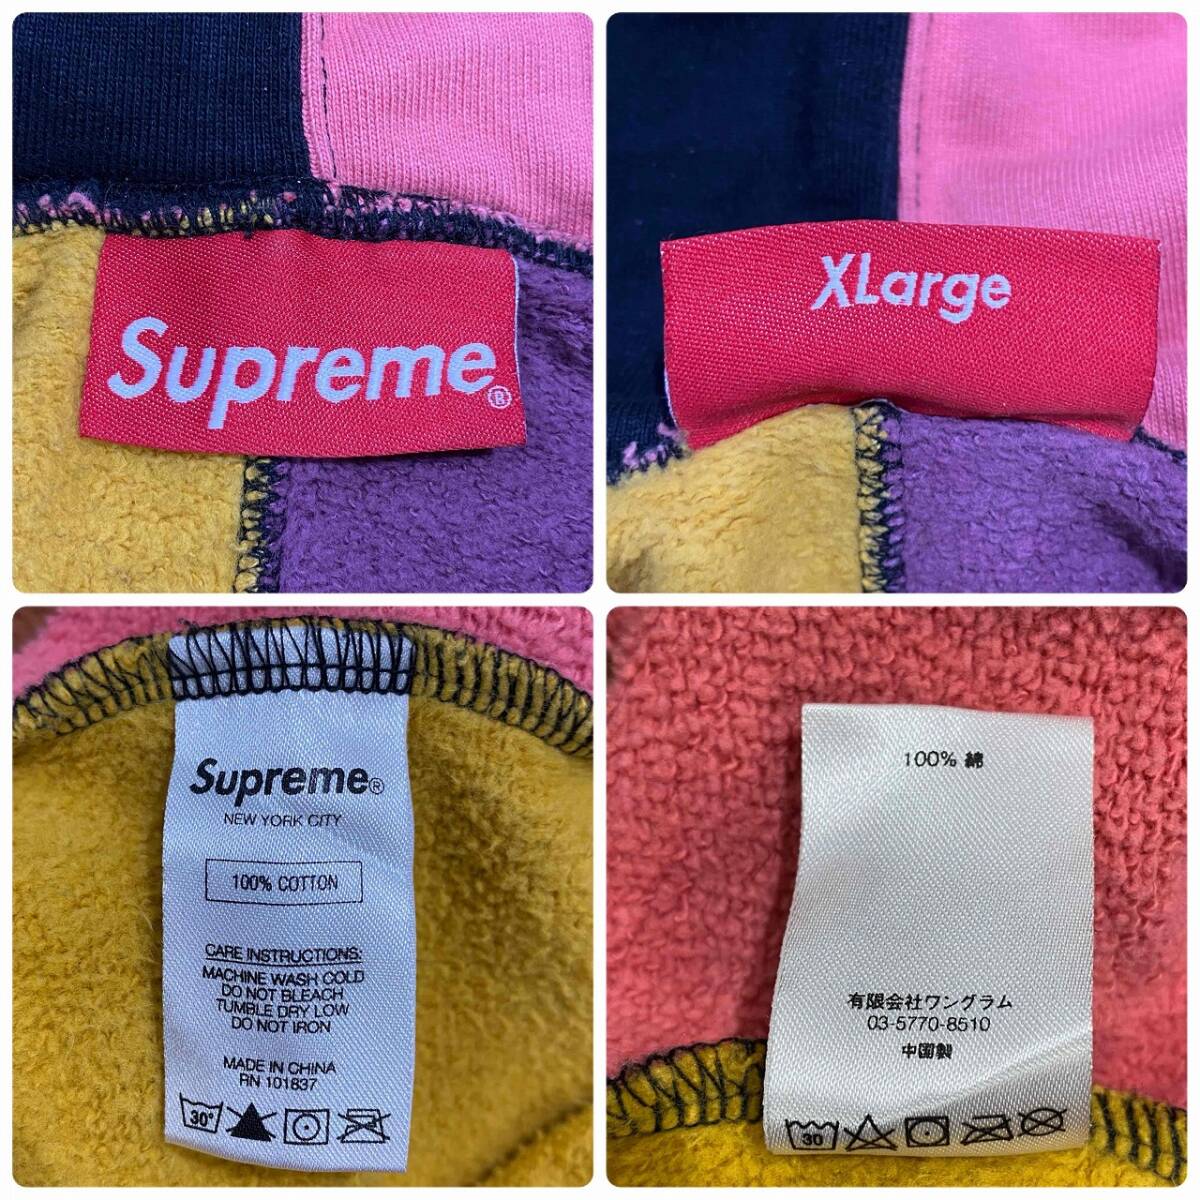 Supreme®
XLarge
Supreme®
NEW YORK CITY
100% COTTON
CARE INSTRUCTIONS:
MACHINE WASH COLD
DO NOT BLEACH
TUMBLE DRY LOW
DO NOT IRON
MADE IN CHINA
RN 101837
30°
100% 綿
有限会社ワングラム
03-5770-8510
中国製
30